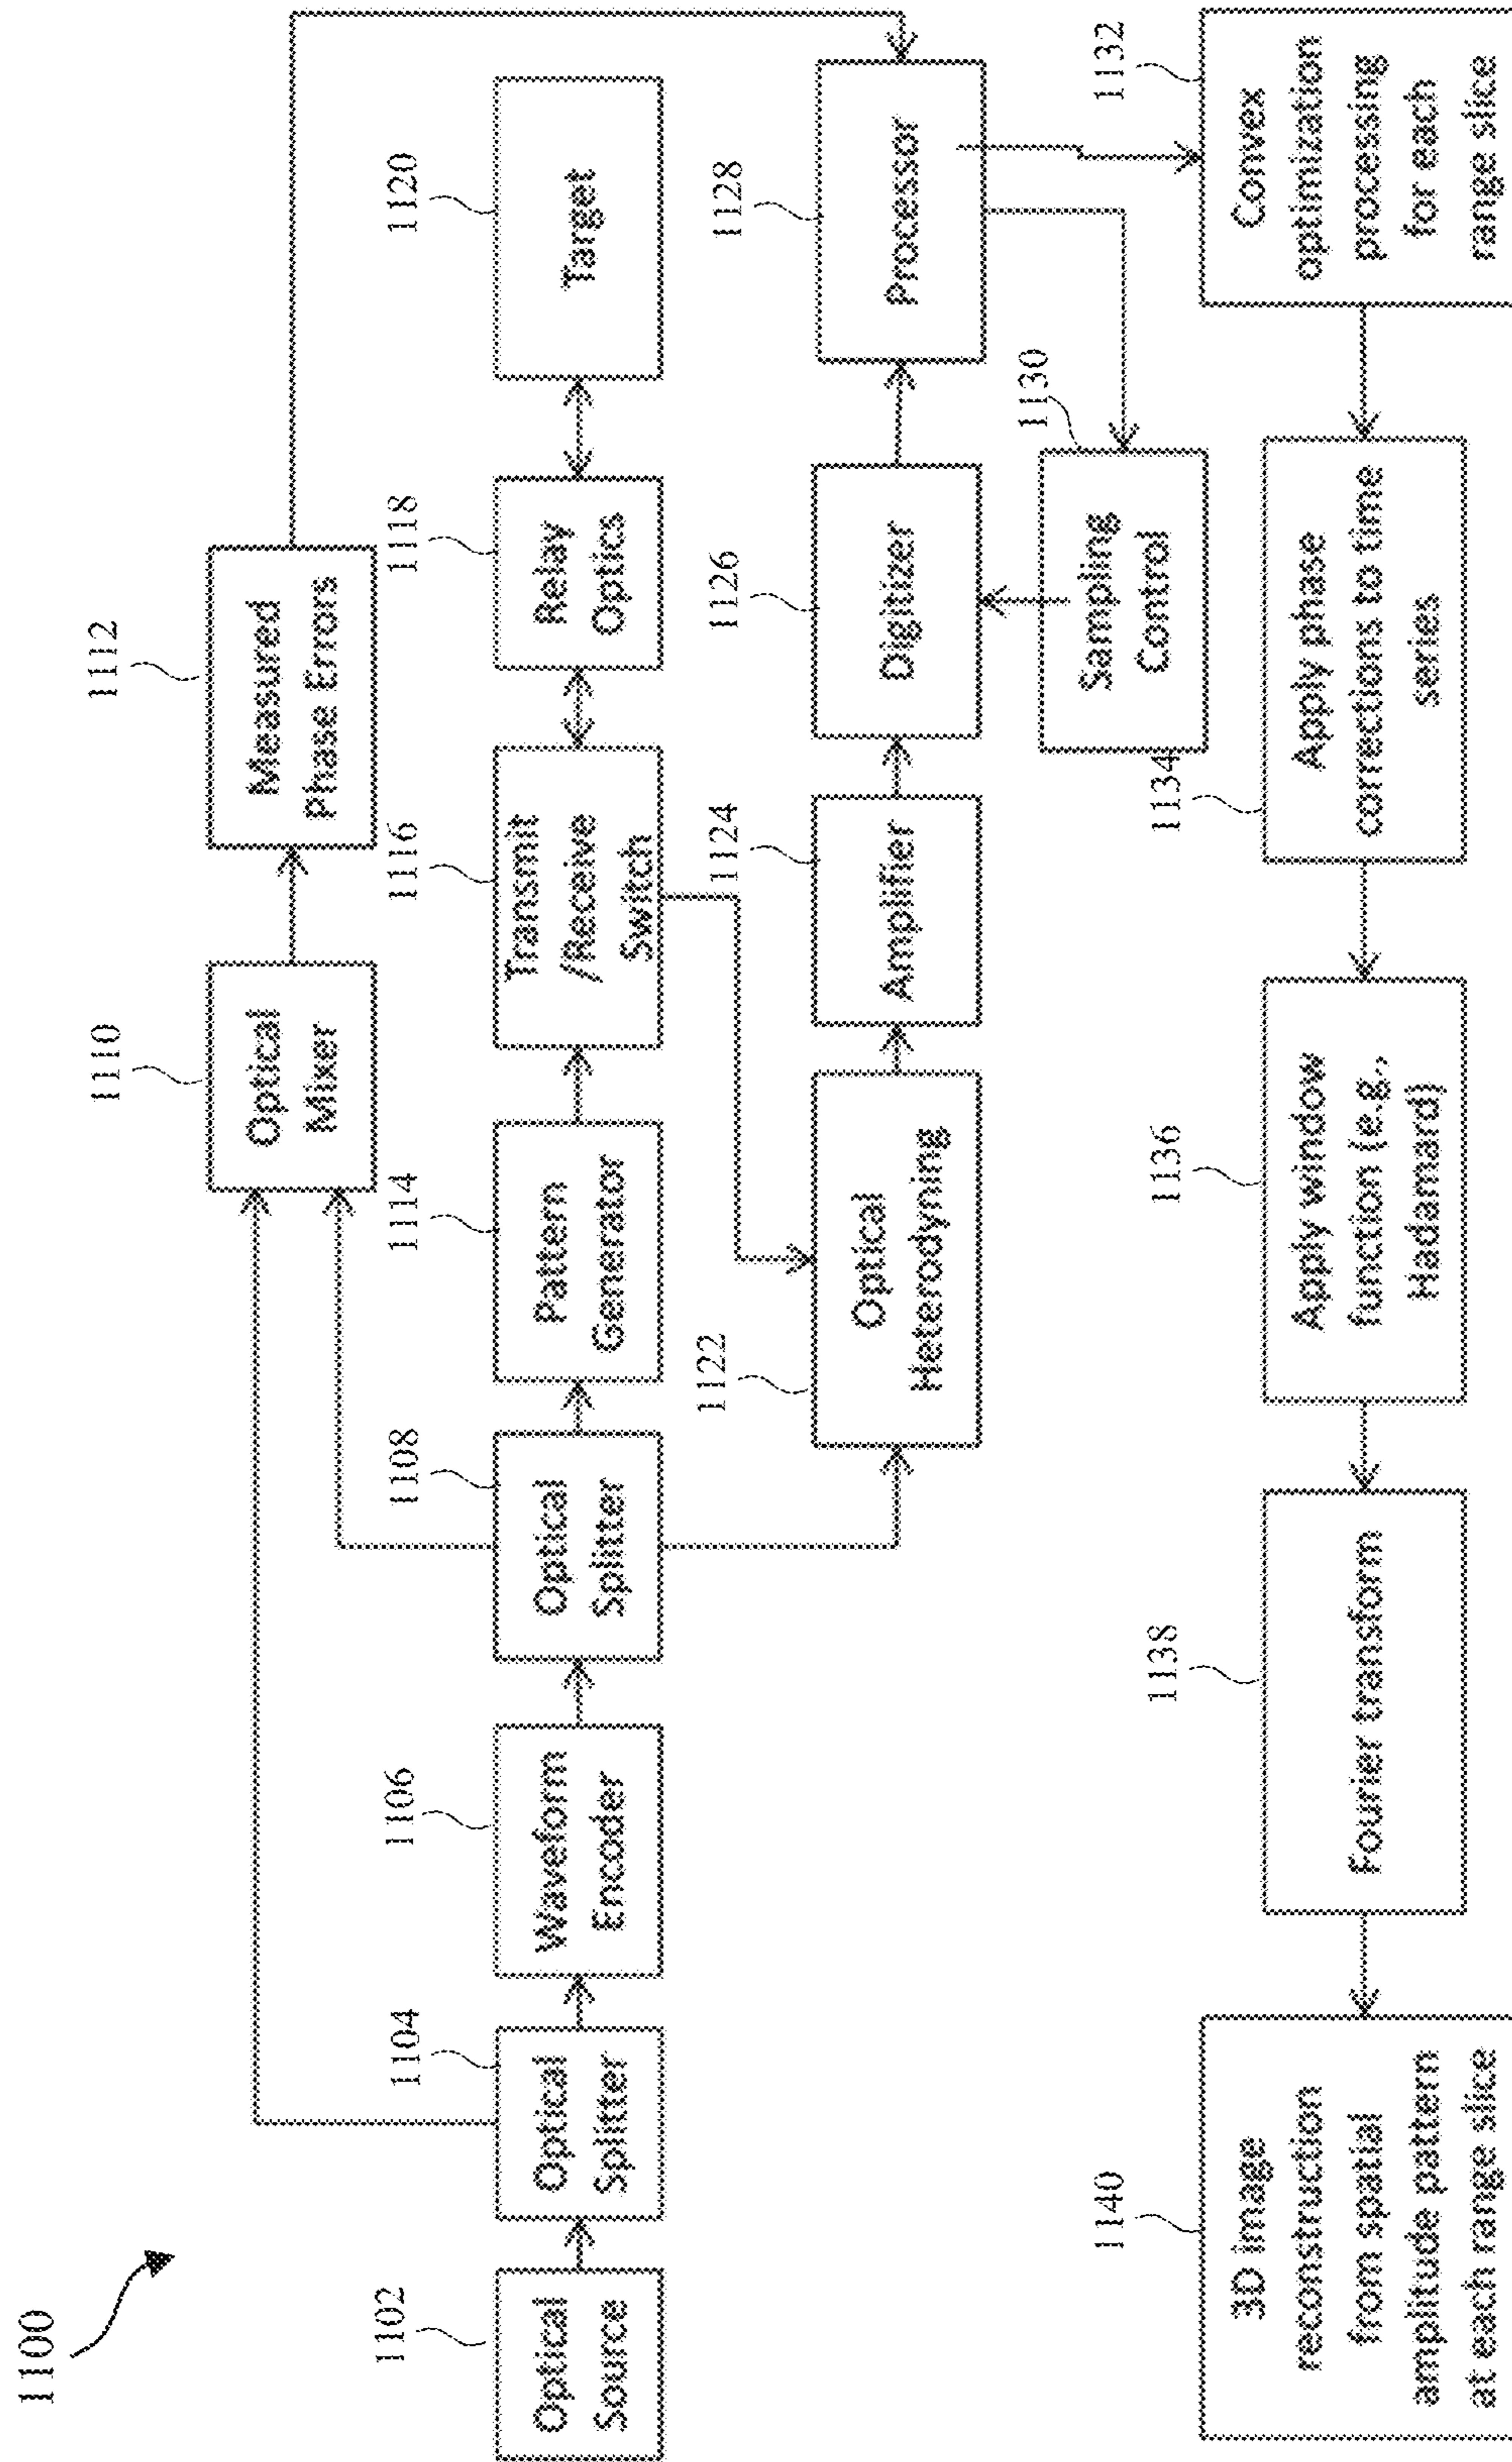 1100
1110
Optical
Mixer
1112
Measured
Phase Errors
1102
Optical
Source
1104
Optical
Splitter
1106
Waveform
Encoder
1108
Optical
Splitter
1114
Pattern
Generator
1116
Transmit
/Receive
Switch
1118
Relay
Optics
1120
Target
1122
Optical
Heterodyning
1124
Amplifier
1126
Digitizer
1128
Processor
1130
Sampling
Control
1132
Convex
optimization
processing
for each
range slice
1134
Apply phase
corrections to time
series
1136
Apply window
function (e.g.,
Hadamard)
1138
Fourier transform
1140
3D image
reconstruction
from spatial
amplitude pattern
at each range slice